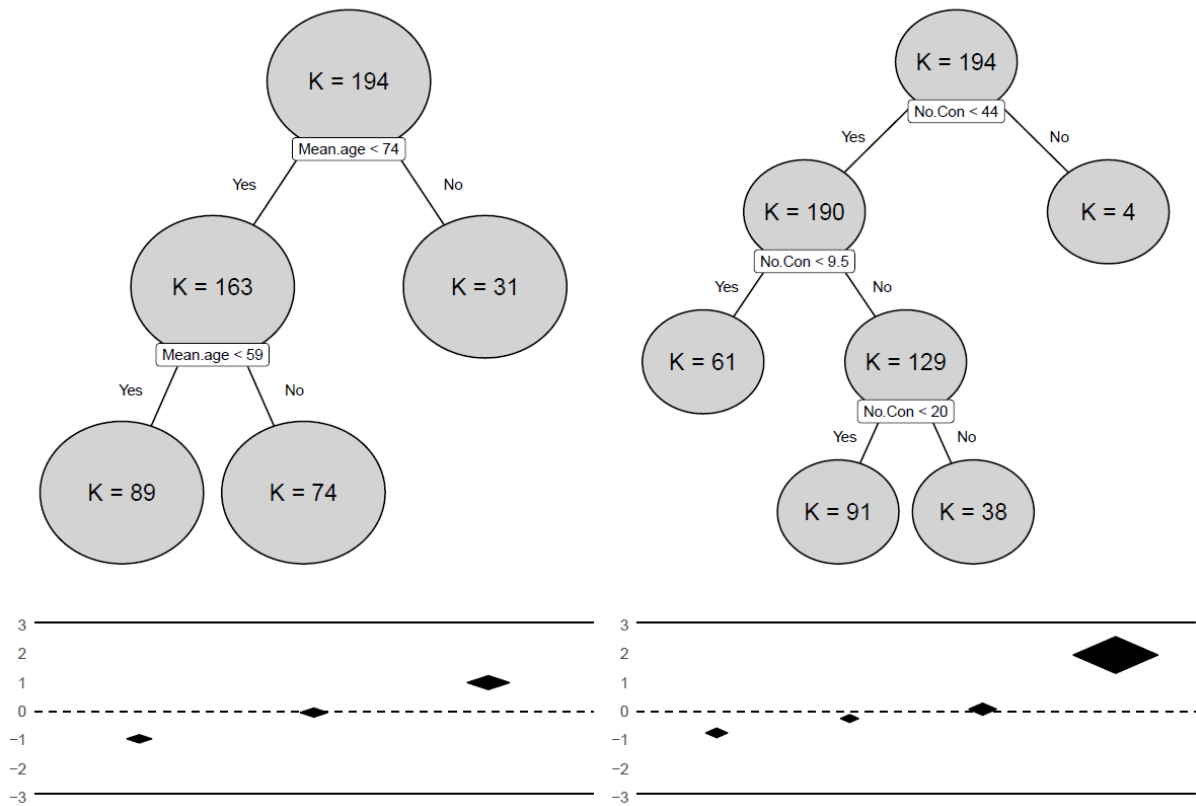 K = 194
Mean.age < 74
Yes
No
K = 163
K = 31
Mean.age < 59
Yes
No
K = 89
K = 74
3
2
1
0
−1
−2
−3
K = 194
No.Con < 44
Yes
No
K = 190
K = 4
No.Con < 9.5
Yes
No
K = 61
K = 129
No.Con < 20
Yes
No
K = 91
K = 38
3
2
1
0
−1
−2
−3